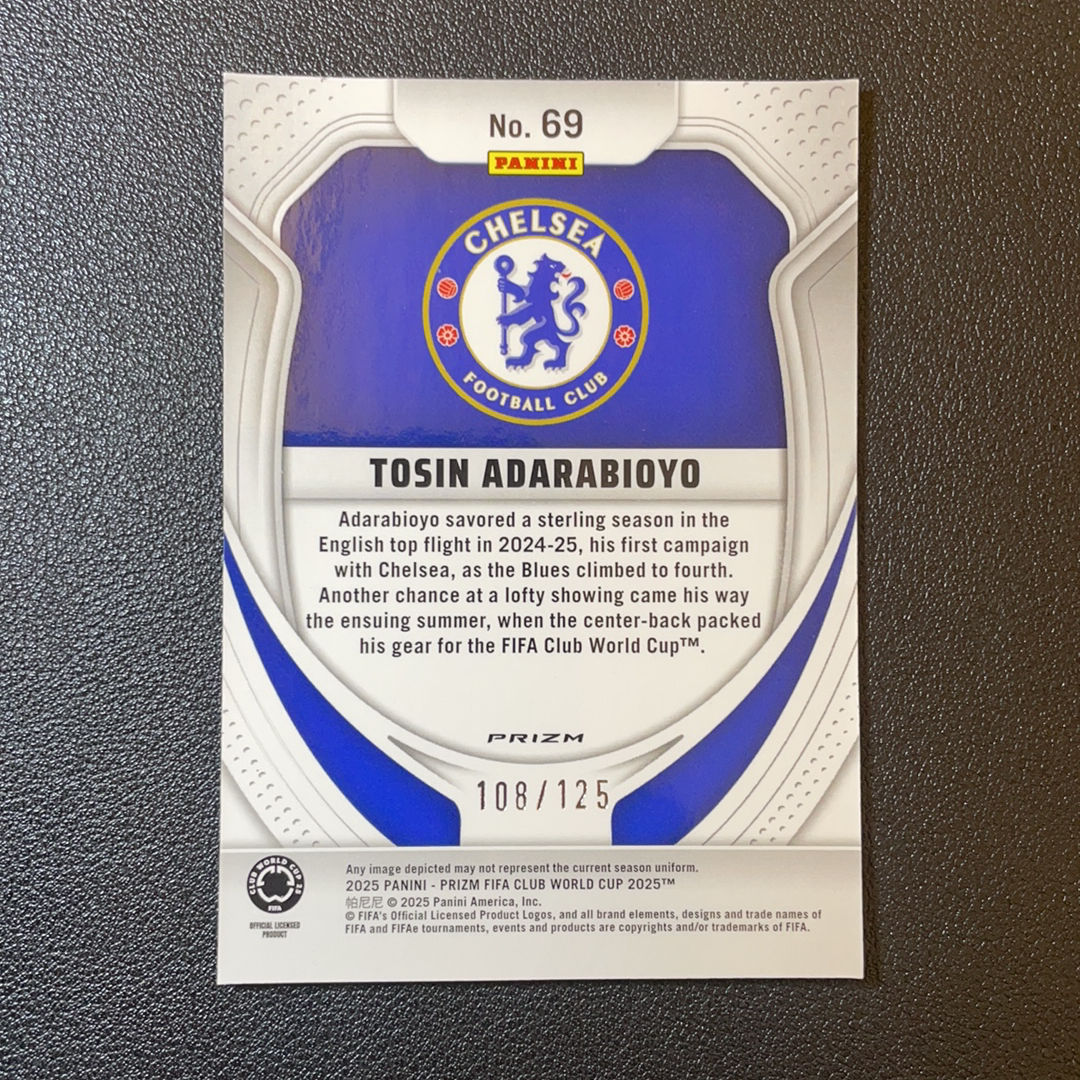 No. 69
PANINI
CHELSEA
FOOTBALL CLUB
TOSIN ADARABIOYO
Adarabioyo savored a sterling season in the
English top flight in 2024-25, his first campaign
with Chelsea, as the Blues climbed to fourth.
Another chance at a lofty showing came his way
the ensuing summer, when the center-back packed
his gear for the FIFA Club World Cup™.
PRIZM
108/125
CLUB WORLD CUP 25
FIFA
OFFICIAL LICENSED
PRODUCT
Any image depicted may not represent the current season uniform.
2025 PANINI - PRIZM FIFA CLUB WORLD CUP 2025™
帕尼尼 © 2025 Panini America, Inc.
© FIFA's Official Licensed Product Logos, and all brand elements, designs and trade names of
FIFA and FIFAe tournaments, events and products are copyrights and/or trademarks of FIFA.